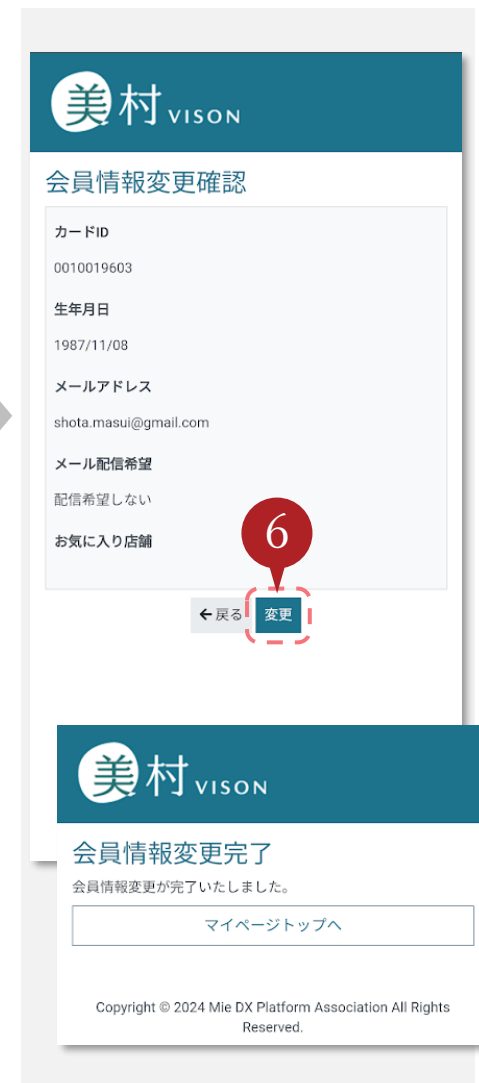 美村 VISON
会員情報変更確認
カードID
0010019603
生年月日
1987/11/08
メールアドレス
shota.masui@gmail.com
メール配信希望
配信希望しない
お気に入り店舗
6
←戻る 変更
美村 VISON
会員情報変更完了
会員情報変更が完了いたしました。
マイページトップへ
Copyright © 2024 Mie DX Platform Association All Rights
Reserved.